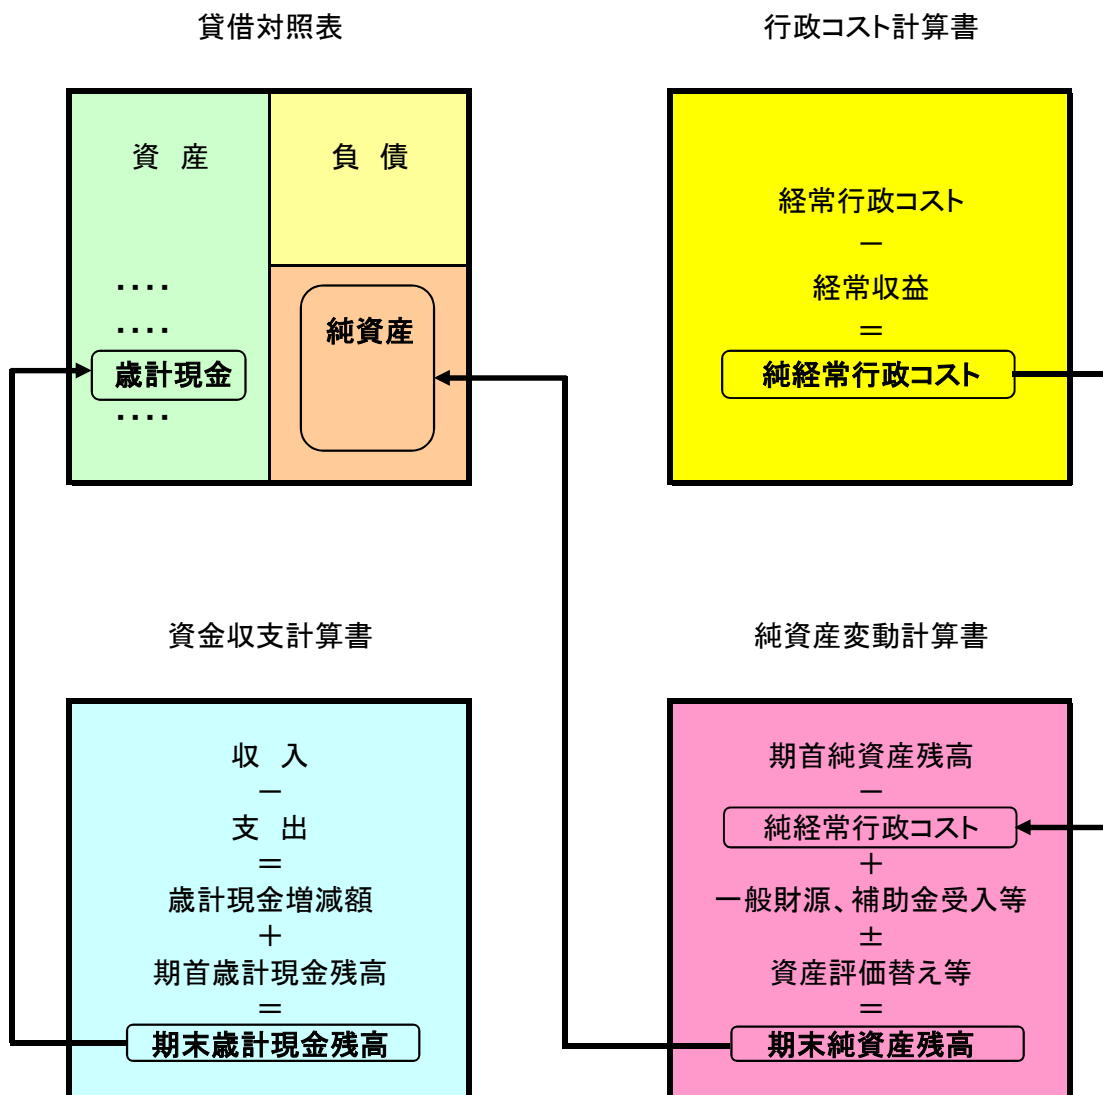 貸借対照表
資 産
負 債
‥‥
‥‥
歳計現金
‥‥
純資産
行政コスト計算書
経常行政コスト
－
経常収益
＝
純経常行政コスト
資金収支計算書
収 入
－
支 出
＝
歳計現金増減額
＋
期首歳計現金残高
＝
期末歳計現金残高
純資産変動計算書
期首純資産残高
－
純経常行政コスト
＋
一般財源、補助金受入等
±
資産評価替え等
＝
期末純資産残高